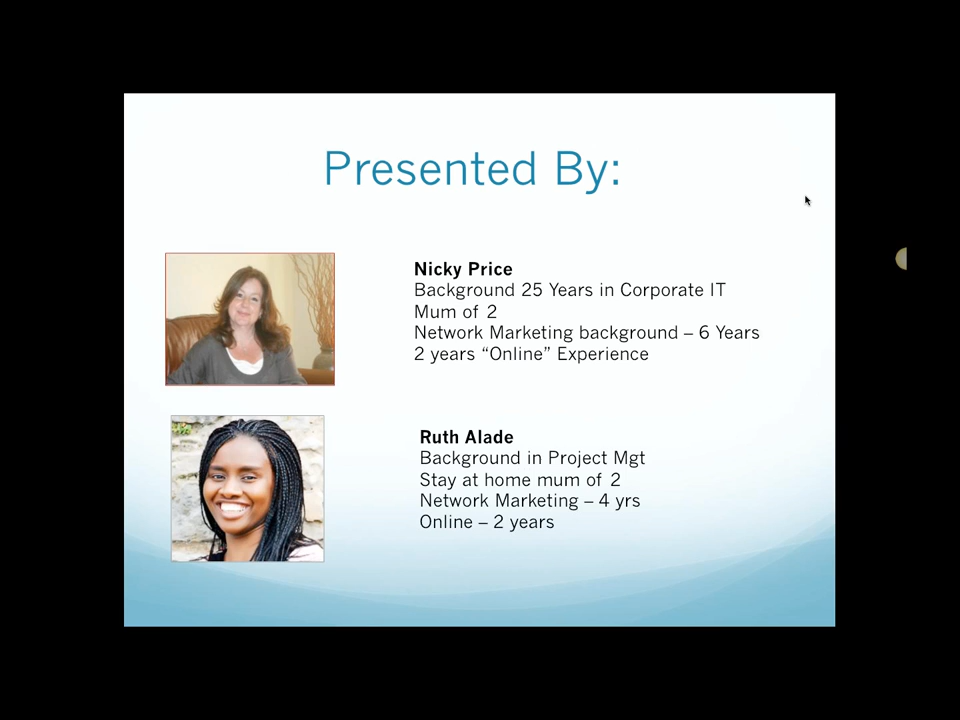 Presented By:
Nicky Price
Background 25 Years in Corporate IT
Mum of 2
Network Marketing background – 6 Years
2 years “Online” Experience
Ruth Alade
Background in Project Mgt
Stay at home mum of 2
Network Marketing – 4 yrs
Online – 2 years